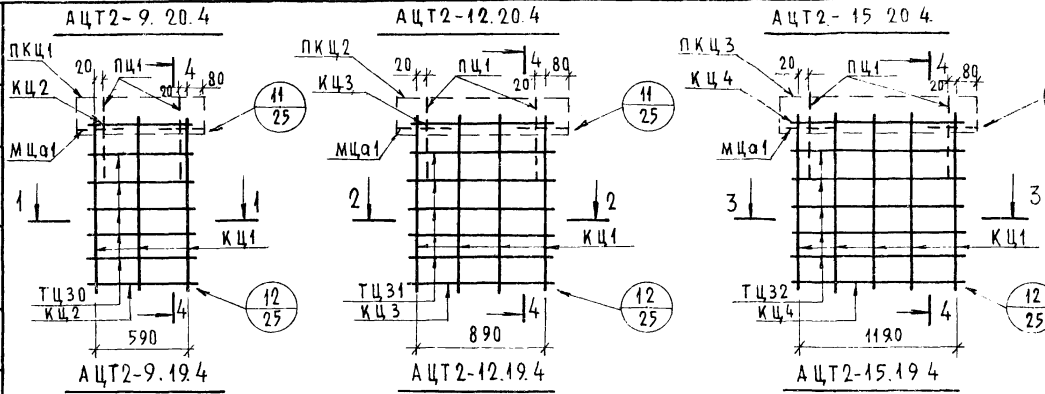 АЦТ2-9. 20.4
ПКЦ1
20
ПЦ1
4
20
80
КЦ2
11
25
МЦа1
1
1
КЦ1
ТЦ30
КЦ2
4
12
25
590
АЦТ2-9.19.4
АЦТ2-12.20.4
ПКЦ2
20
ПЦ1
4
80
КЦ3
11
25
МЦа1
2
2
КЦ1
ТЦ31
КЦ3
4
12
25
890
АЦТ2-12.19.4
АЦТ2- 15 20 4.
ПКЦ3
20
ПЦ1
4
20
80
КЦ4
МЦа1
3
3
КЦ1
ТЦ32
КЦ4
4
12
25
1190
АЦТ2-15.19 4